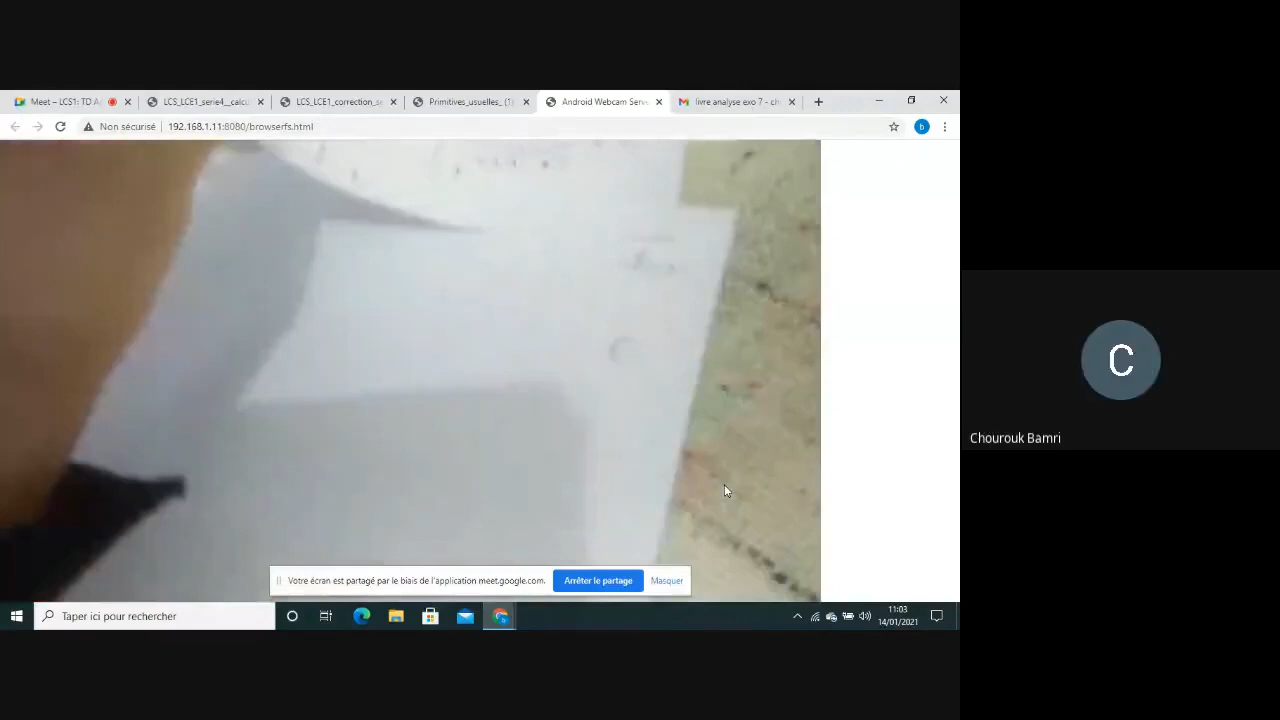 Meet – LCS1: TD A
LCS_LCE1_serie4__calcu
LCS_LCE1_correction_se
Primitives_usuelles_ (1)
Android Webcam Serve
livre analyse exo 7 - ch
Non sécurisé
192.168.1.11:8080/browserfs.html
b
C
Chourouk Bamri
Votre écran est partagé par le biais de l'application meet.google.com.
Arrêter le partage
Masquer
Taper ici pour rechercher
11:03
14/01/2021